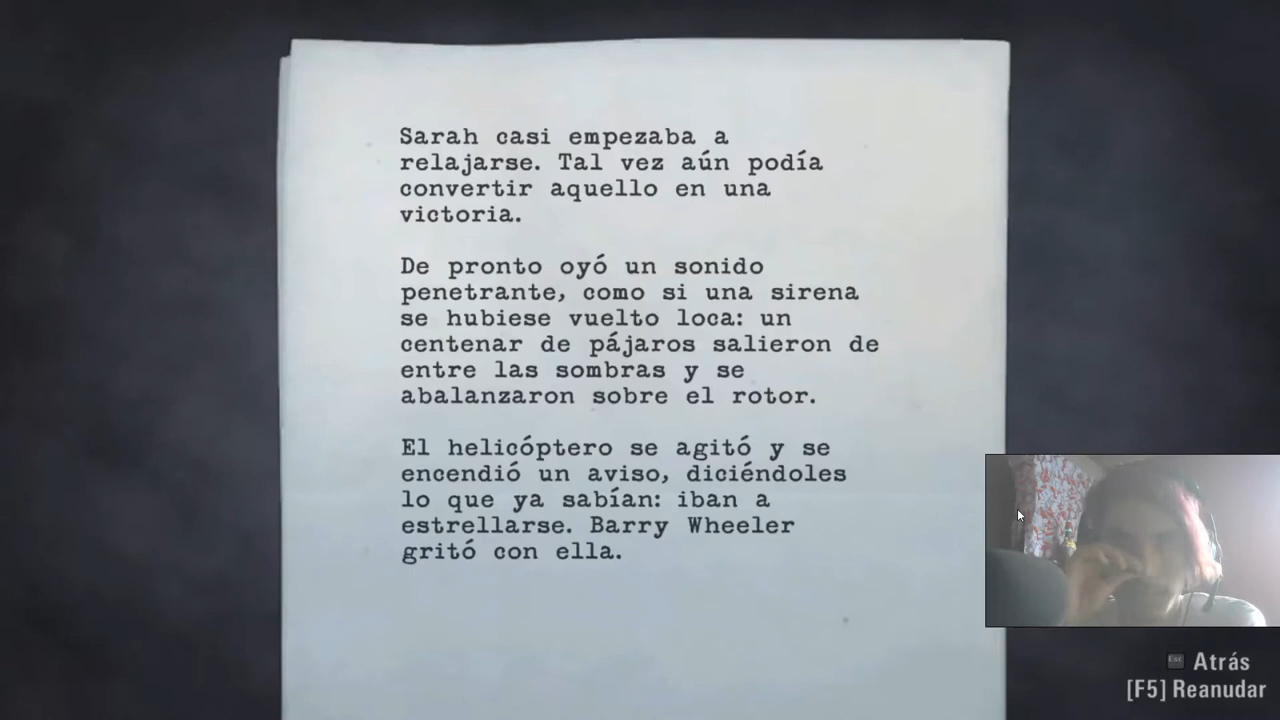 Sarah casi empezaba a
relajarse. Tal vez aún podía
convertir aquello en una
victoria.
De pronto oyó un sonido
penetrante, como si una sirena
se hubiese vuelto loca: un
centenar de pájaros salieron de
entre las sombras y se
abalanzaron sobre el rotor.
El helicóptero se agitó y se
encendió un aviso, diciéndoles
lo que ya sabían: iban a
estrellarse. Barry Wheeler
gritó con ella.
Esc Atrás
[F5] Reanudar